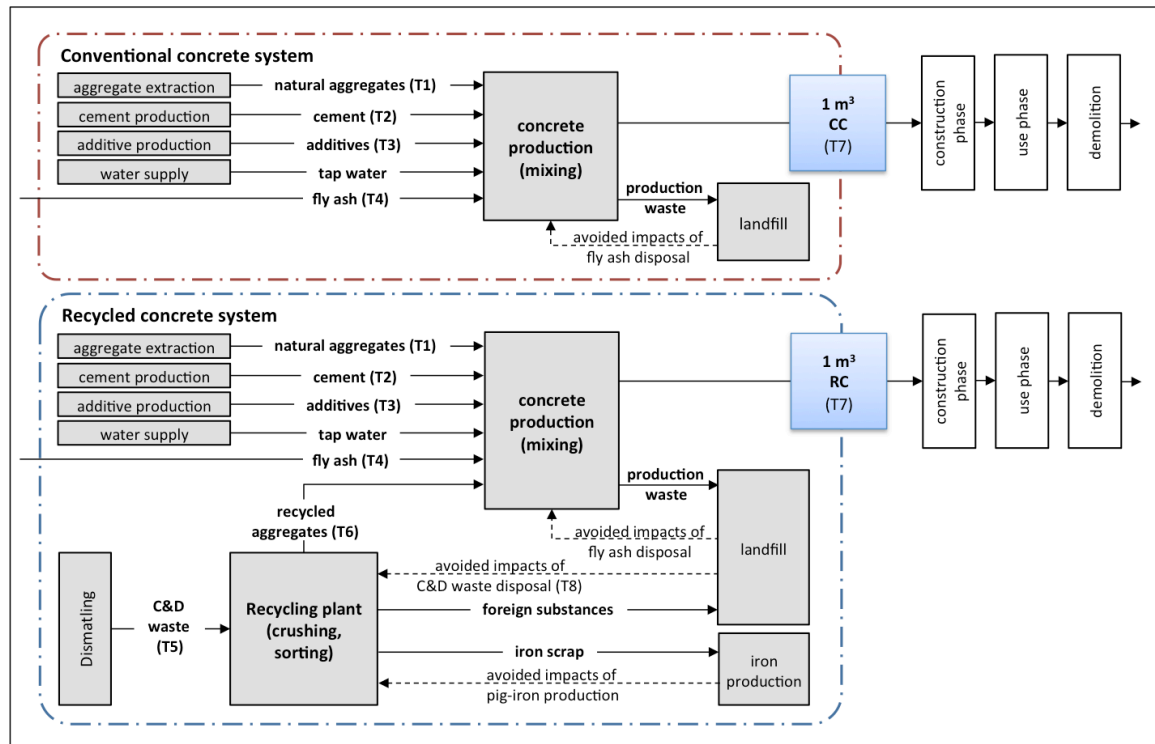 Conventional concrete system
aggregate extraction
natural aggregates (T1)
cement production
cement (T2)
additive production
additives (T3)
water supply
tap water
fly ash (T4)
concrete
production
(mixing)
production
waste
avoided impacts of
fly ash disposal
landfill
1 m³
CC
(T7)
construction
phase
use phase
demolition
Recycled concrete system
aggregate extraction
natural aggregates (T1)
cement production
cement (T2)
additive production
additives (T3)
water supply
tap water
fly ash (T4)
concrete
production
(mixing)
recycled
aggregates (T6)
production
waste
avoided impacts of
fly ash disposal
landfill
1 m³
RC
(T7)
construction
phase
use phase
demolition
Dismatling
C&D
waste
(T5)
Recycling plant
(crushing,
sorting)
avoided impacts of
C&D waste disposal (T8)
foreign substances
iron scrap
avoided impacts of
pig-iron production
iron
production